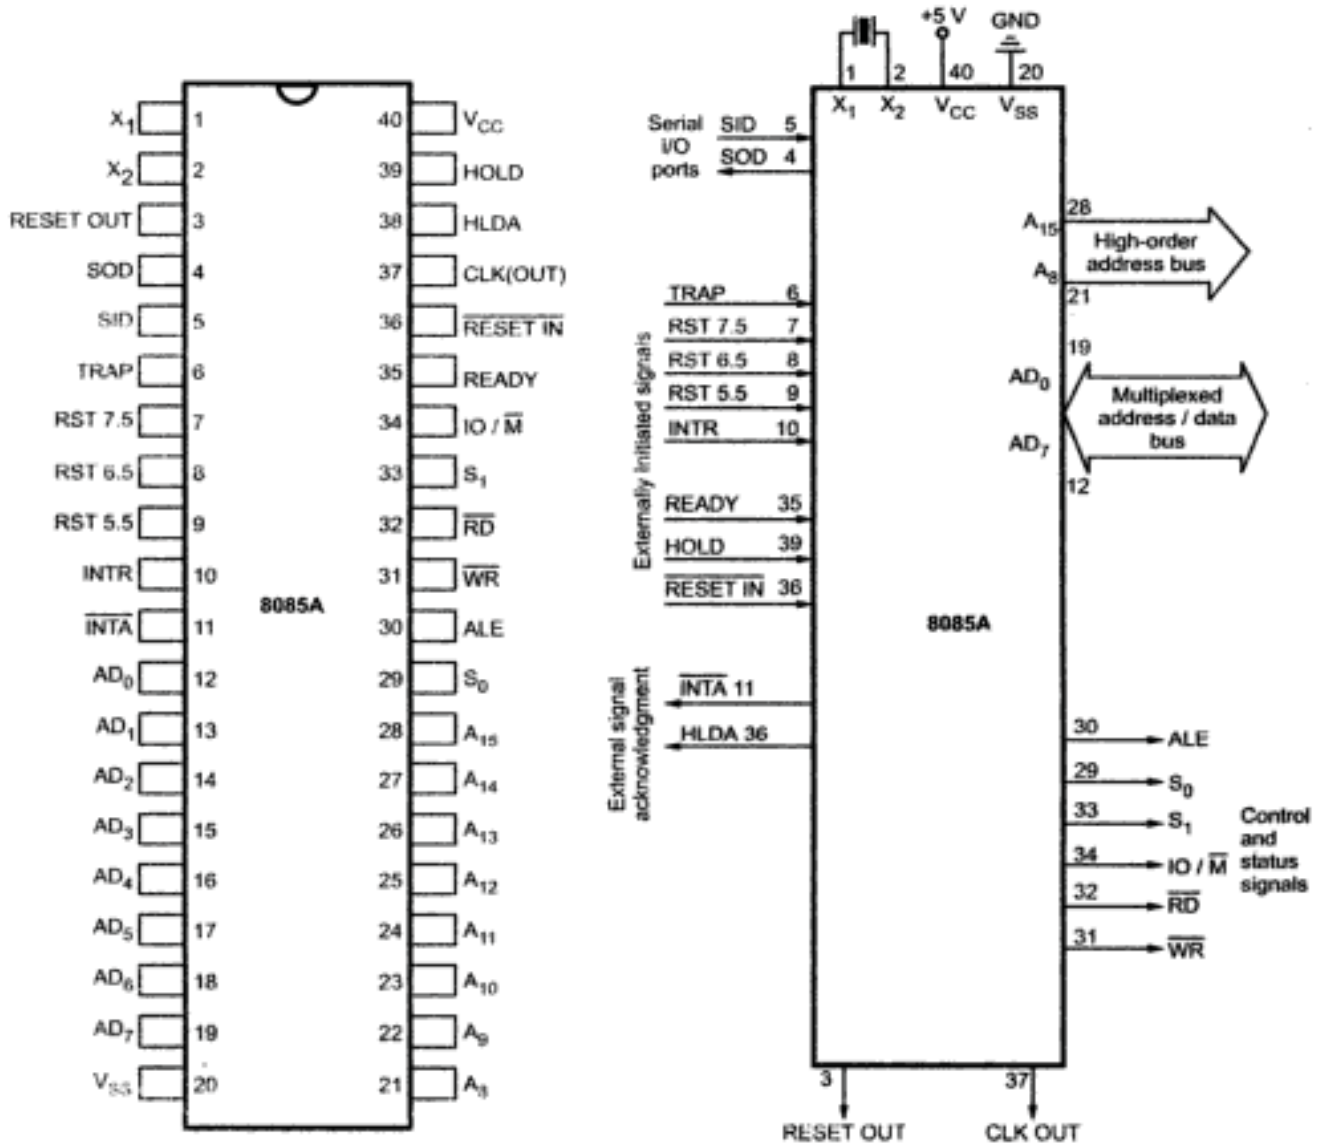 X1 1 40 VCC
X2 2 39 HOLD
RESET OUT 3 38 HLDA
SOD 4 37 CLK(OUT)
SID 5 36 RESET IN
TRAP 6 35 READY
RST 7.5 7 34 IO / M
RST 6.5 8 33 S1
RST 5.5 9 32 RD
INTR 10 31 WR
8085A
INTA 11 30 ALE
AD0 12 29 S0
AD1 13 28 A15
AD2 14 27 A14
AD3 15 26 A13
AD4 16 25 A12
AD5 17 24 A11
AD6 18 23 A10
AD7 19 22 A9
VSS 20 21 A8
+5 V GND
1 2 40 20
X1 X2 VCC VSS
Serial
I/O
ports
SID 5
SOD 4
Externally initiated signals
TRAP 6
RST 7.5 7
RST 6.5 8
RST 5.5 9
INTR 10
READY 35
HOLD 39
RESET IN 36
External signal
acknowledgment
INTA 11
HLDA 36
8085A
A15 28
High-order
address bus
A8
21
19
AD0
Multiplexed
address / data
bus
AD7
12
30 ALE
29 S0
33 S1
34 IO / M
32 RD
31 WR
Control
and
status
signals
3 37
RESET OUT CLK OUT